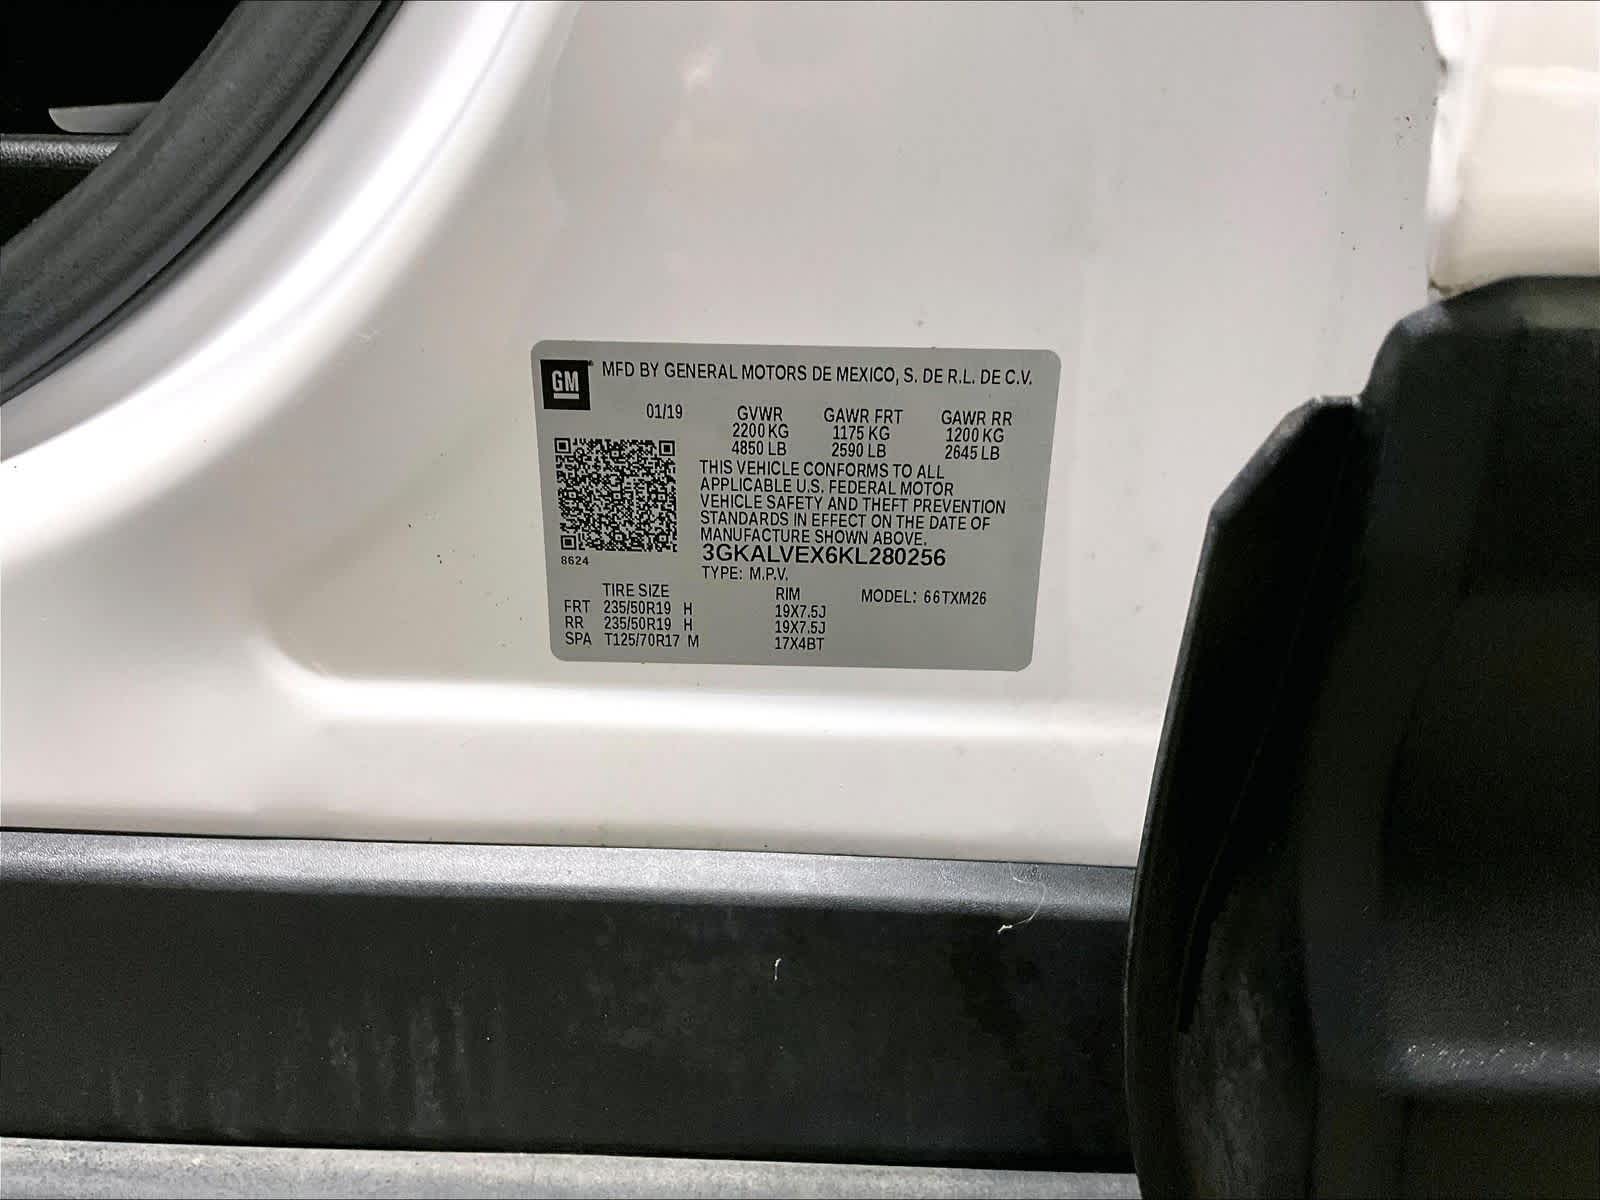 GM MFD BY GENERAL MOTORS DE MEXICO, S. DE R.L. DE C.V.
01/19 GVWR GAWR FRT GAWR RR
2200 KG 1175 KG 1200 KG
4850 LB 2590 LB 2645 LB
THIS VEHICLE CONFORMS TO ALL
APPLICABLE U.S. FEDERAL MOTOR
VEHICLE SAFETY AND THEFT PREVENTION
STANDARDS IN EFFECT ON THE DATE OF
MANUFACTURE SHOWN ABOVE.
3GKALVEX6KL280256
8624
TYPE: M.P.V.
TIRE SIZE RIM MODEL: 66TXM26
FRT 235/50R19 H 19X7.5J
RR 235/50R19 H 19X7.5J
SPA T125/70R17 M 17X4BT